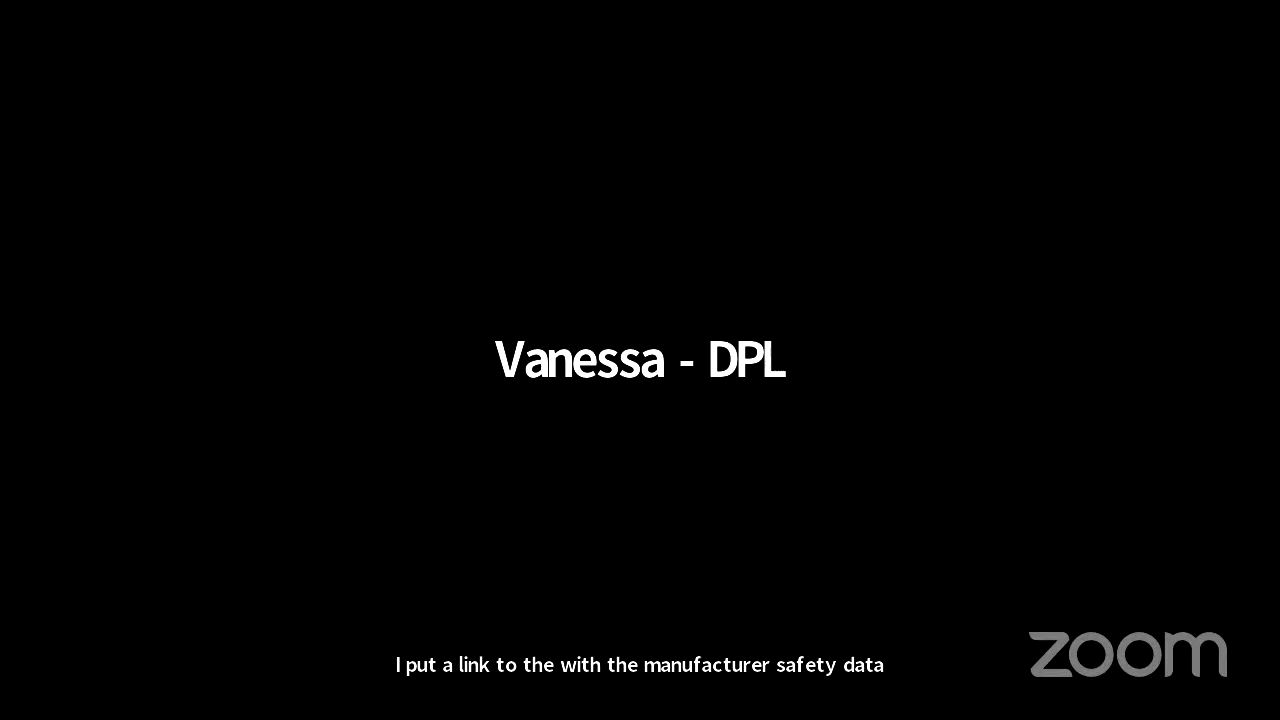 Vanessa - DPL
I put a link to the with the manufacturer safety data
zoom